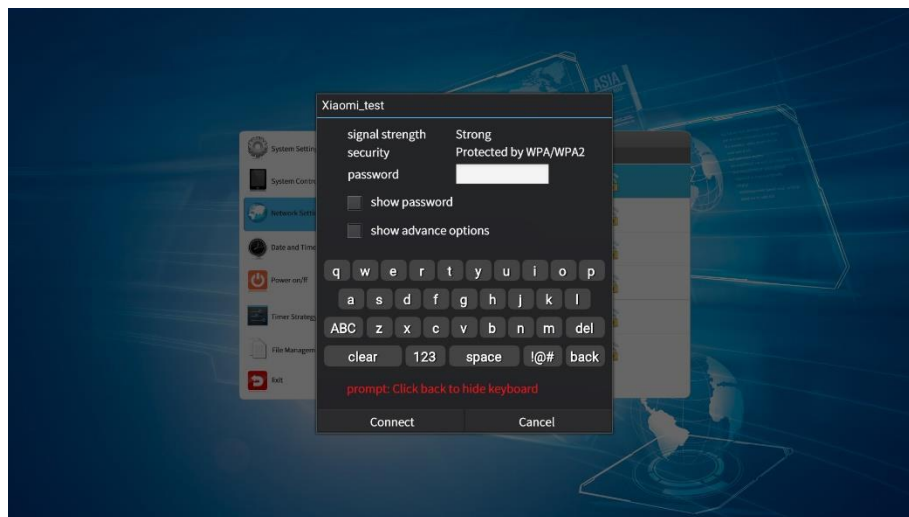 ASIA
Xiaomi_test
signal strength Strong
security Protected by WPA/WPA2
password
show password
show advance options
q w e r t y u i o p
a s d f g h j k l
ABC z x c v b n m del
clear 123 space !@# back
prompt: Click back to hide keyboard
Connect Cancel
System Settin
System Contro
Network Setti
Date and Time
Power on/
Timer Strateg
File Managem
Exit